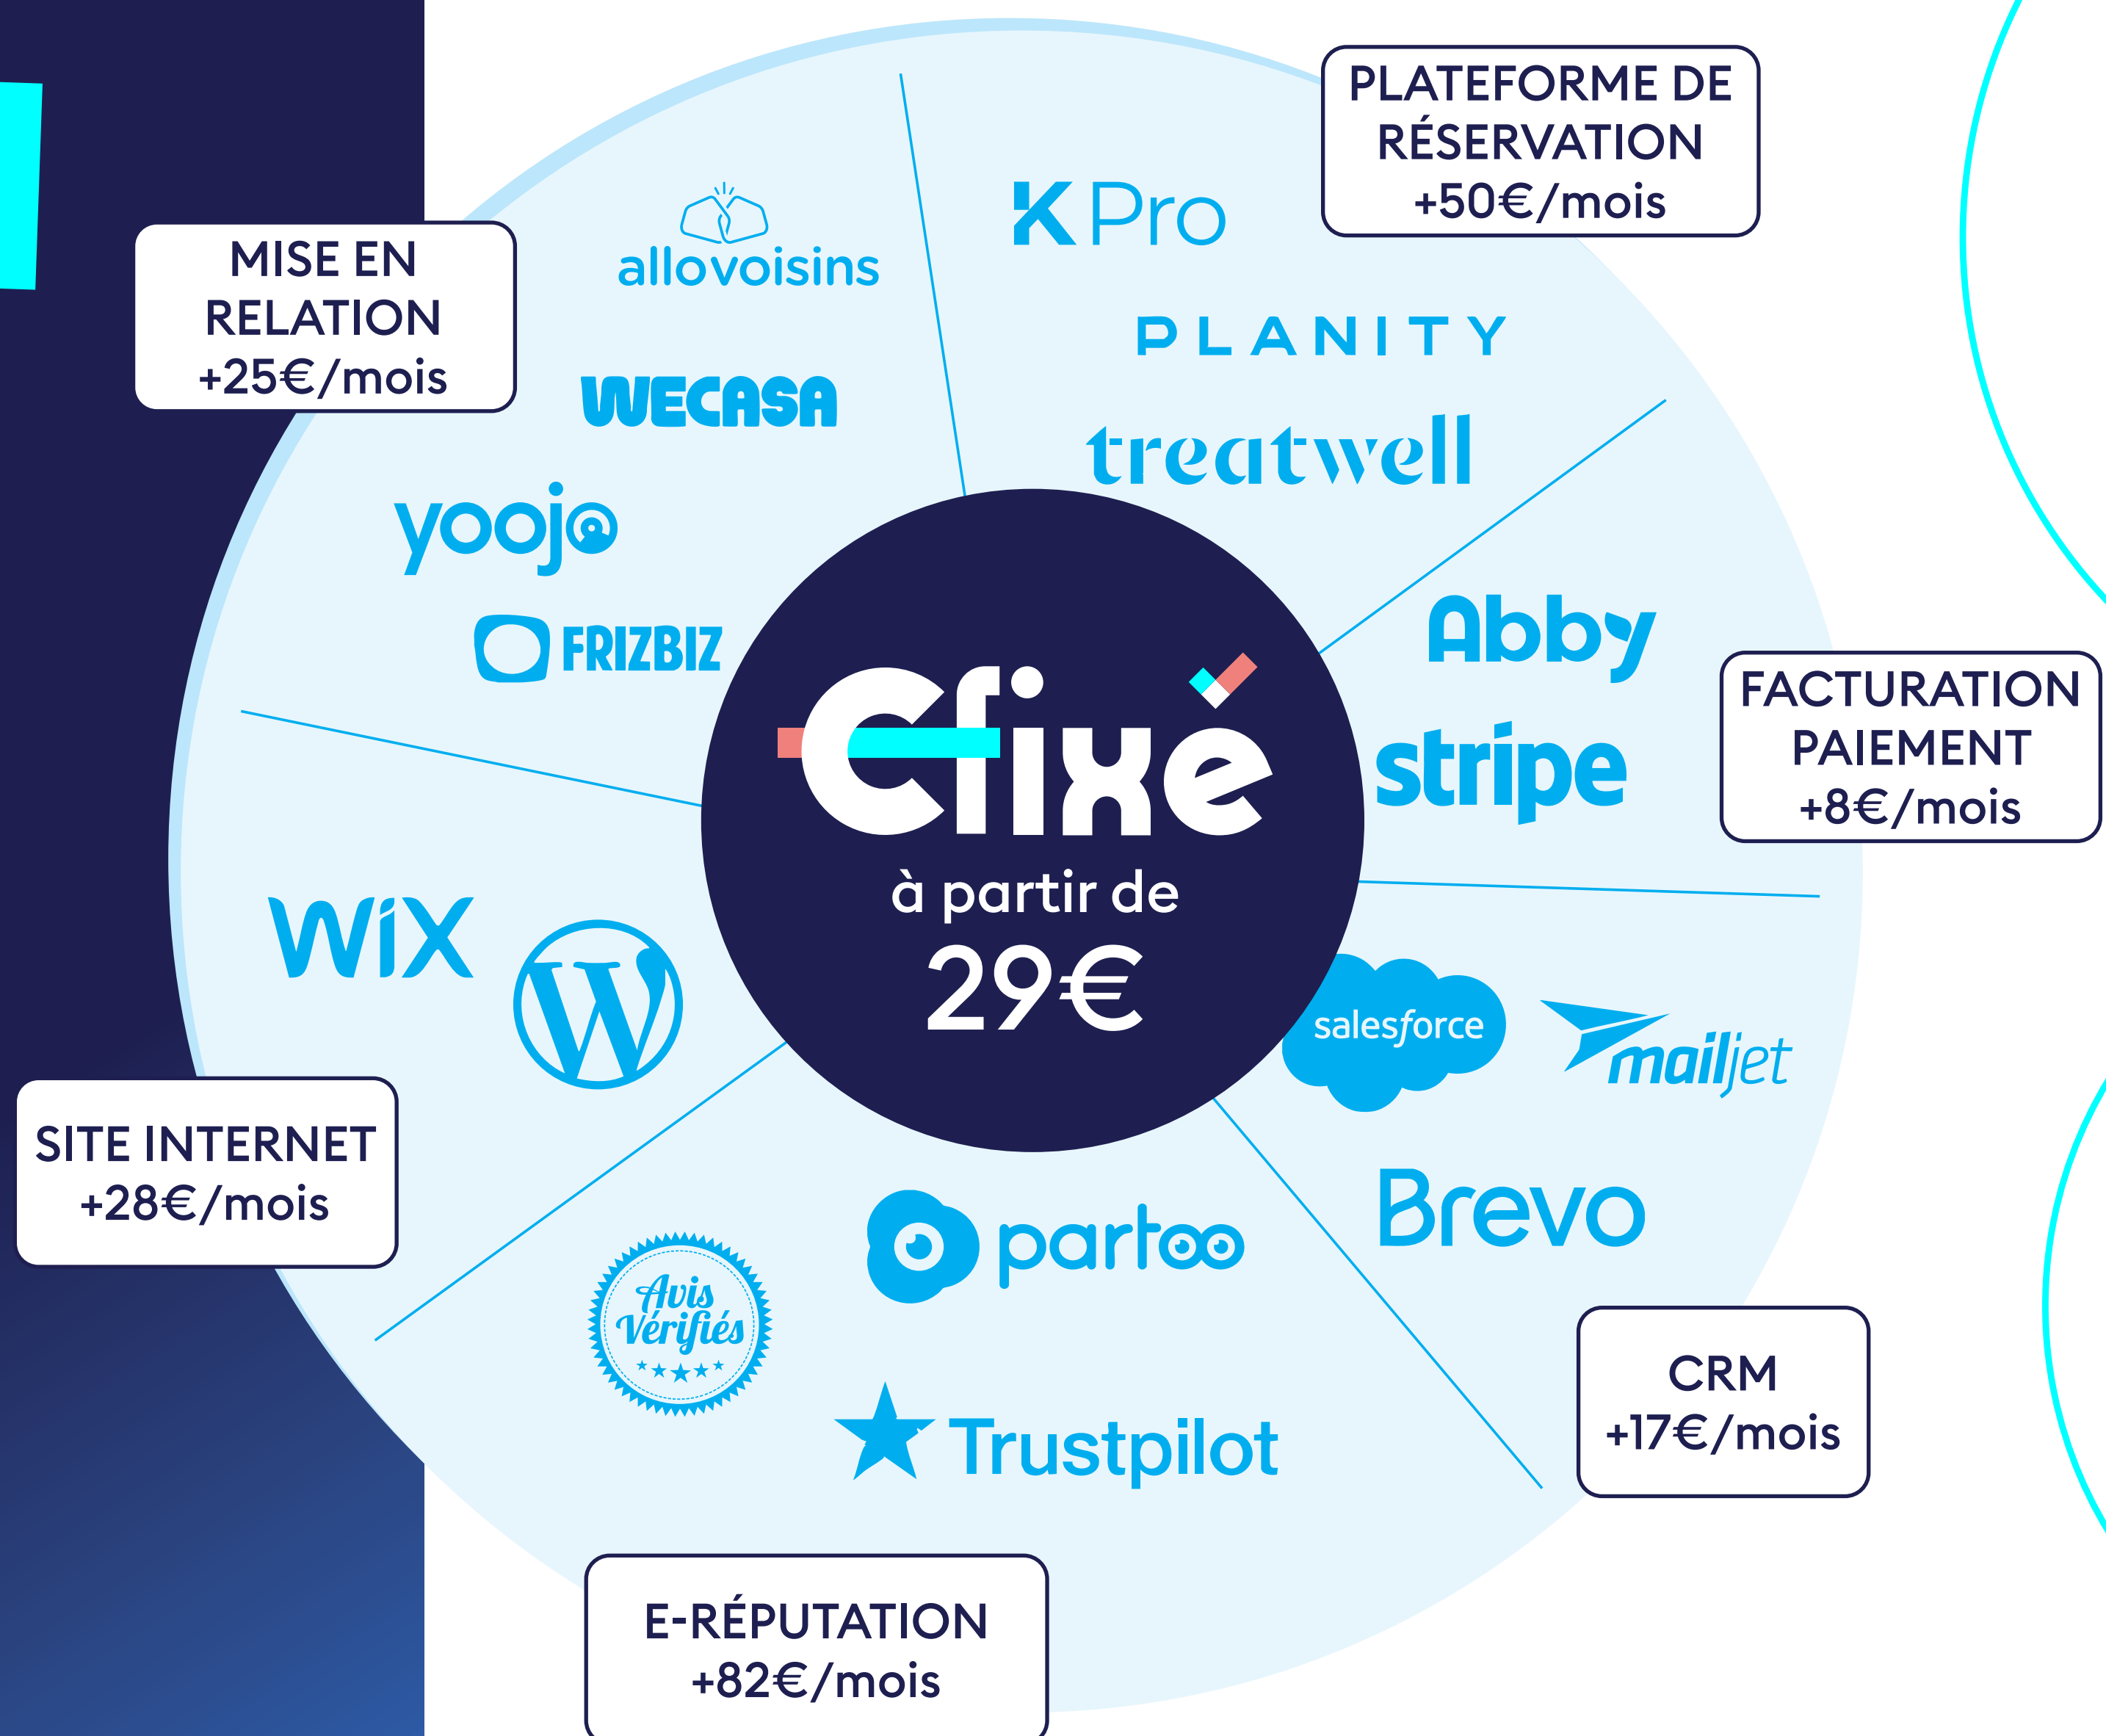 PLATEFORME DE
RÉSERVATION
+50€/mois
K Pro
PLANITY
treatwell
MISE EN
RELATION
+25€/mois
allovoisins
WECASA
yoojo
FRIZBIZ
Abby
stripe
FACTURATION
PAIEMENT
+8€/mois
Cfixé
à partir de
29€
WiX
W
SITE INTERNET
+28€/mois
salesforce
mailjet
Brevo
CRM
+17€/mois
partoo
Avis
Vérifiés
Trustpilot
E-RÉPUTATION
+82€/mois